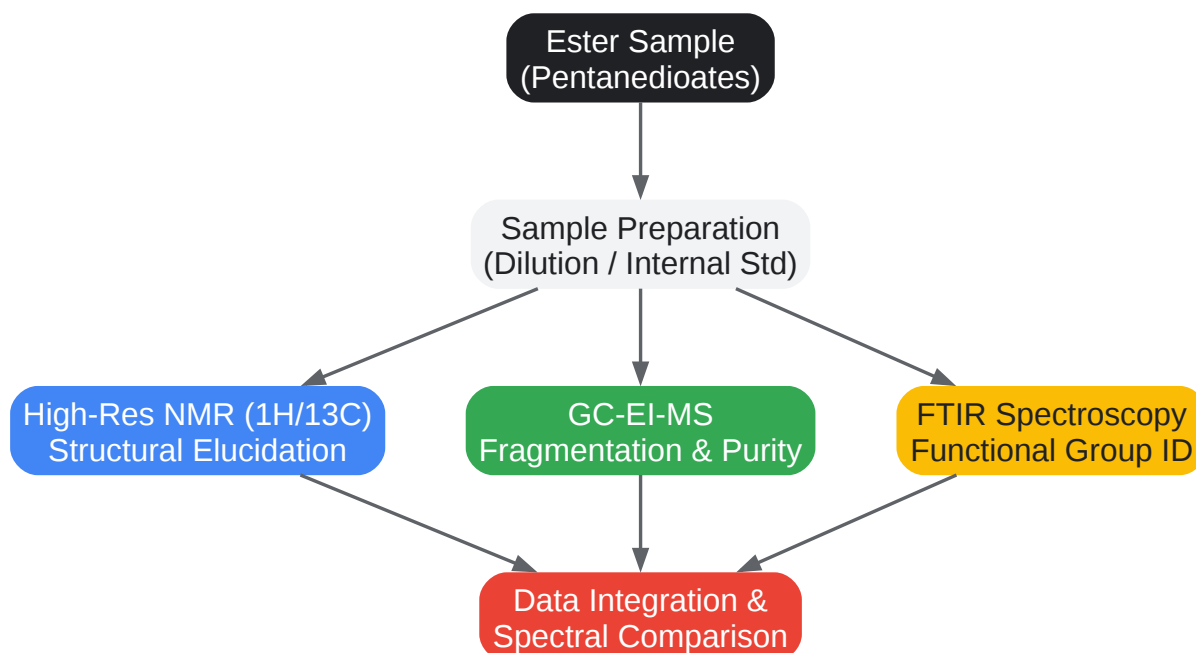 Ester Sample
(Pentanedioates)
Sample Preparation
(Dilution / Internal Std)
High-Res NMR (1H/13C)
Structural Elucidation
GC-EI-MS
Fragmentation & Purity
FTIR Spectroscopy
Functional Group ID
Data Integration &
Spectral Comparison